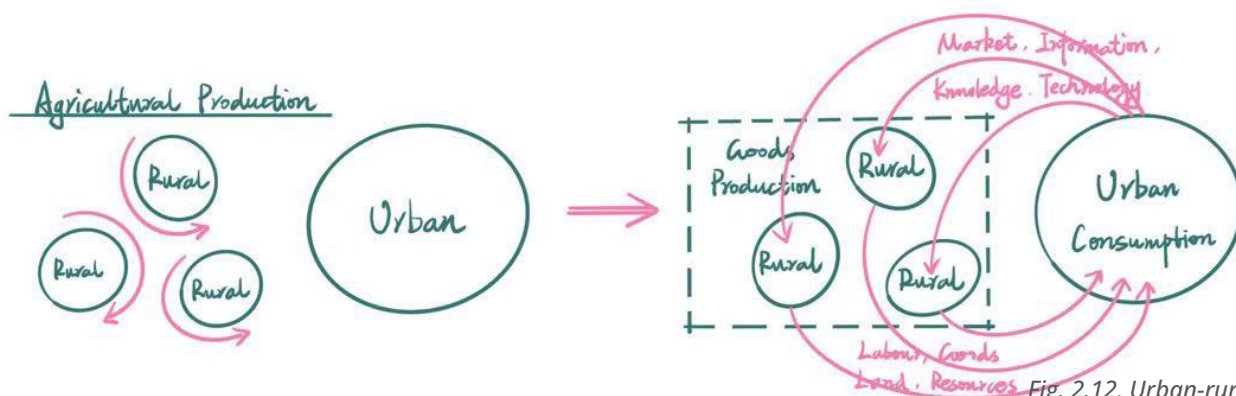 Agricultural Production
Rural
Rural
Rural
Urban
Market, Information,
Knowledge, Technology
Goods
Production
Rural
Rural
Rural
Urban
Consumption
Labour, Goods
Land, Resources
Fig. 2.12. Urban-rur